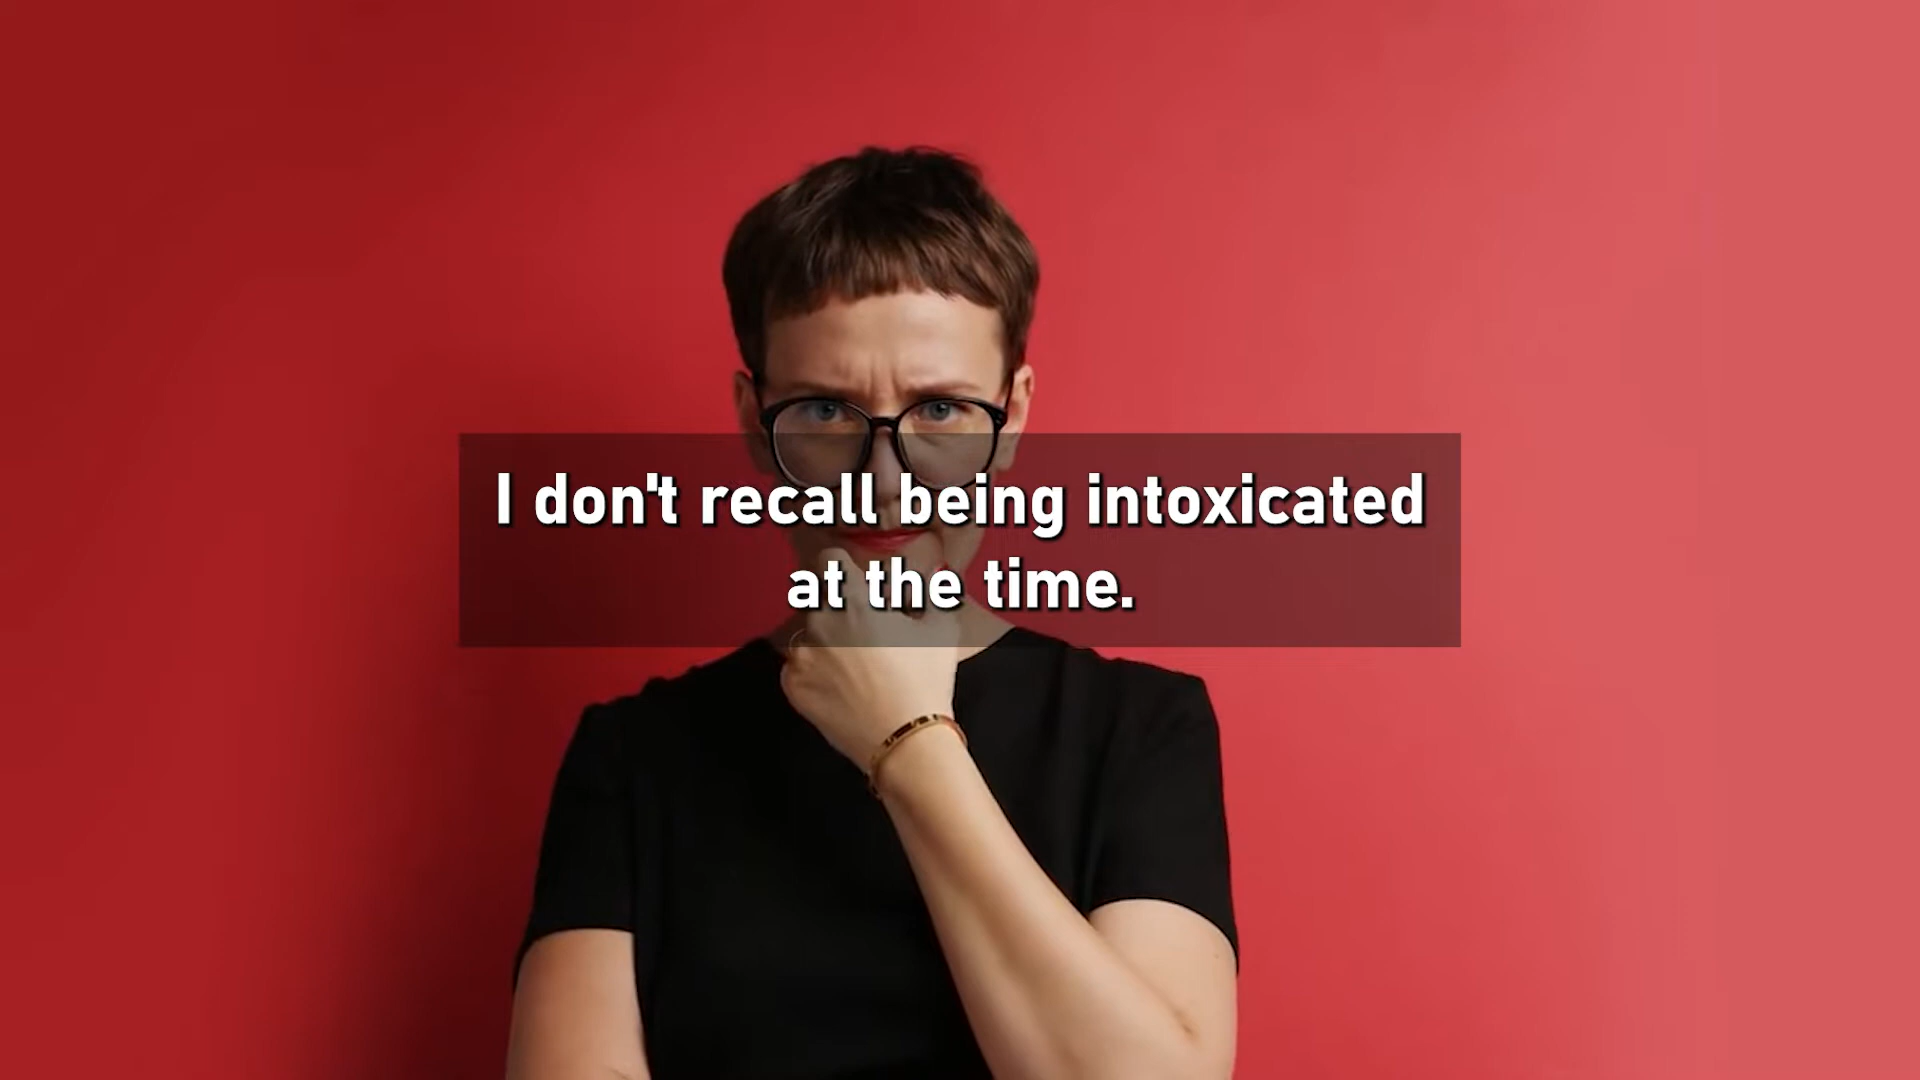 I don't recall being intoxicated
at the time.